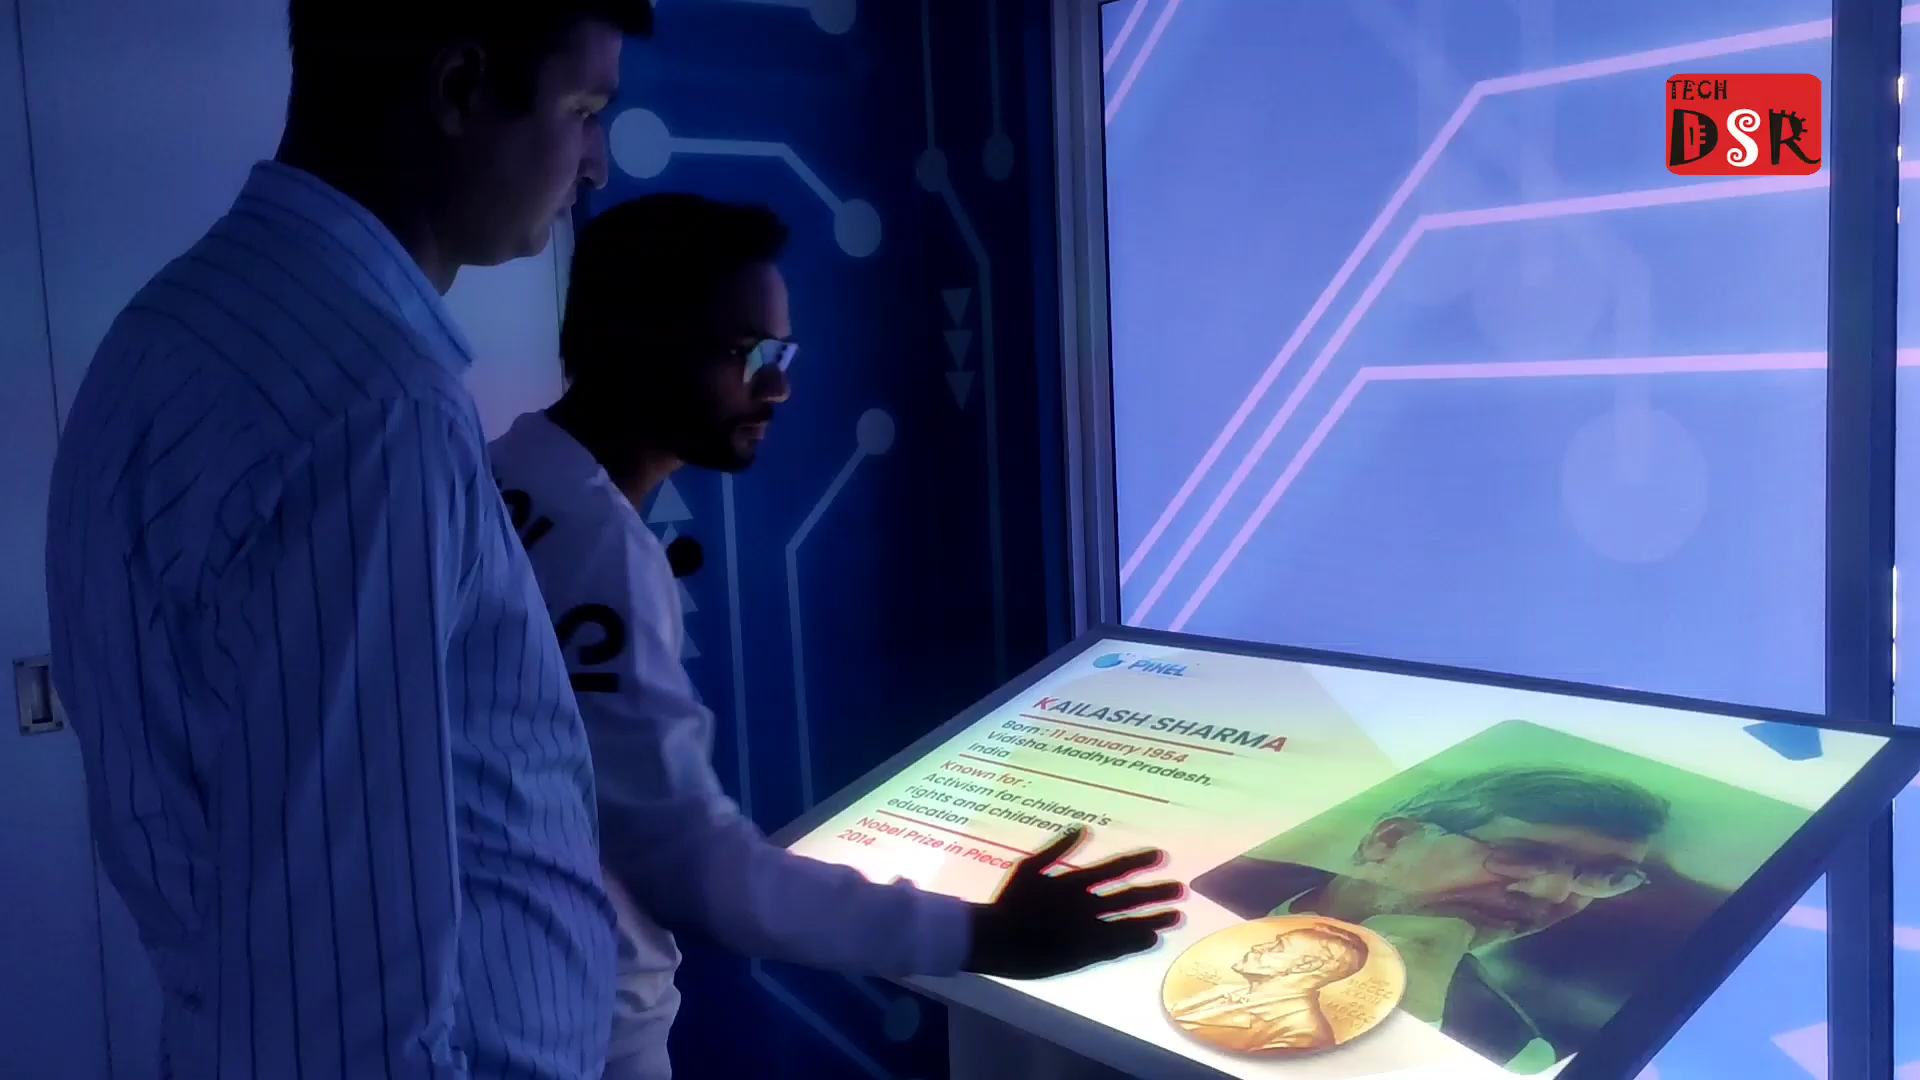 TECH
DSR
PIXEL
KAILASH SHARMA
Born : 11 January 1954
Vidisha, Madhya Pradesh,
India
Known for :
Activism for children's
rights and children's
education
Nobel Prize in Piece
2014